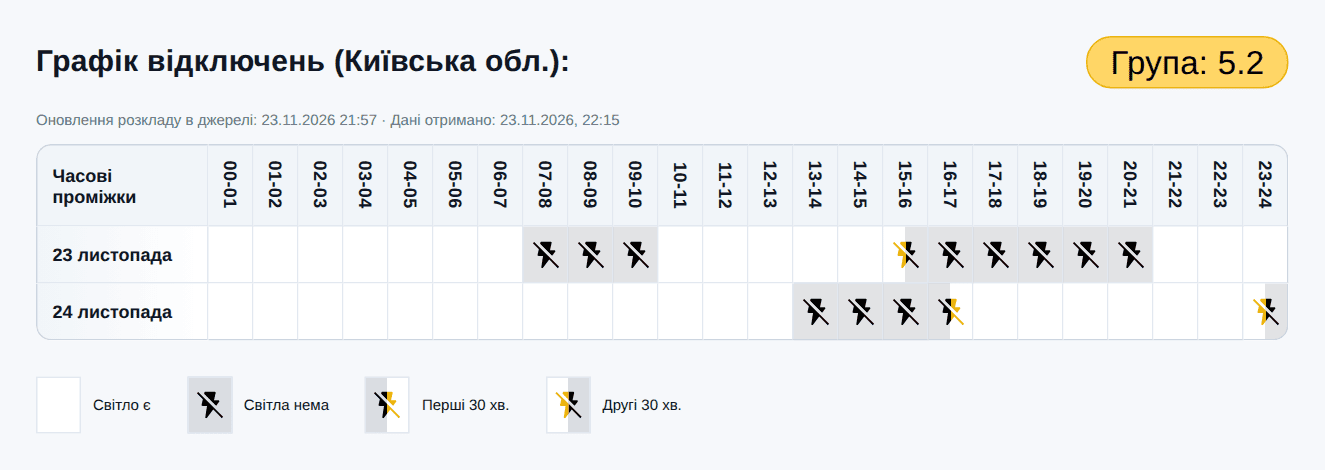 Графік відключень (Київська обл.):
Група: 5.2
Оновлення розкладу в джерелі: 23.11.2026 21:57 · Дані отримано: 23.11.2026, 22:15
Часові
проміжки
00-01
01-02
02-03
03-04
04-05
05-06
06-07
07-08
08-09
09-10
10-11
11-12
12-13
13-14
14-15
15-16
16-17
17-18
18-19
19-20
20-21
21-22
22-23
23-24
23 листопада
24 листопада
Світло є
Світла нема
Перші 30 хв.
Другі 30 хв.